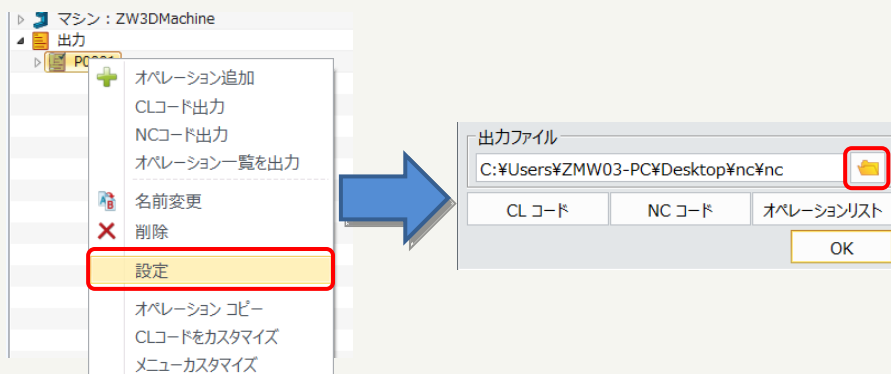 マシン：ZW3DMachine
出力
オペレーション追加
CLコード出力
NCコード出力
オペレーション一覧を出力
名前変更
削除
設定
オペレーション コピー
CLコードをカスタマイズ
メニューカスタマイズ
出力ファイル
C:¥Users¥ZMW03-PC¥Desktop¥nc¥nc
CL コード NC コード オペレーションリスト
OK